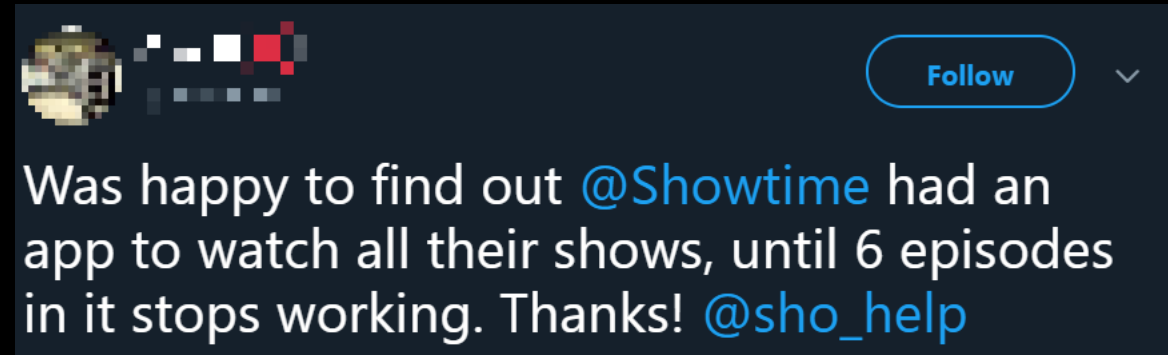 Follow
Was happy to find out @Showtime had an
app to watch all their shows, until 6 episodes
in it stops working. Thanks! @sho_help